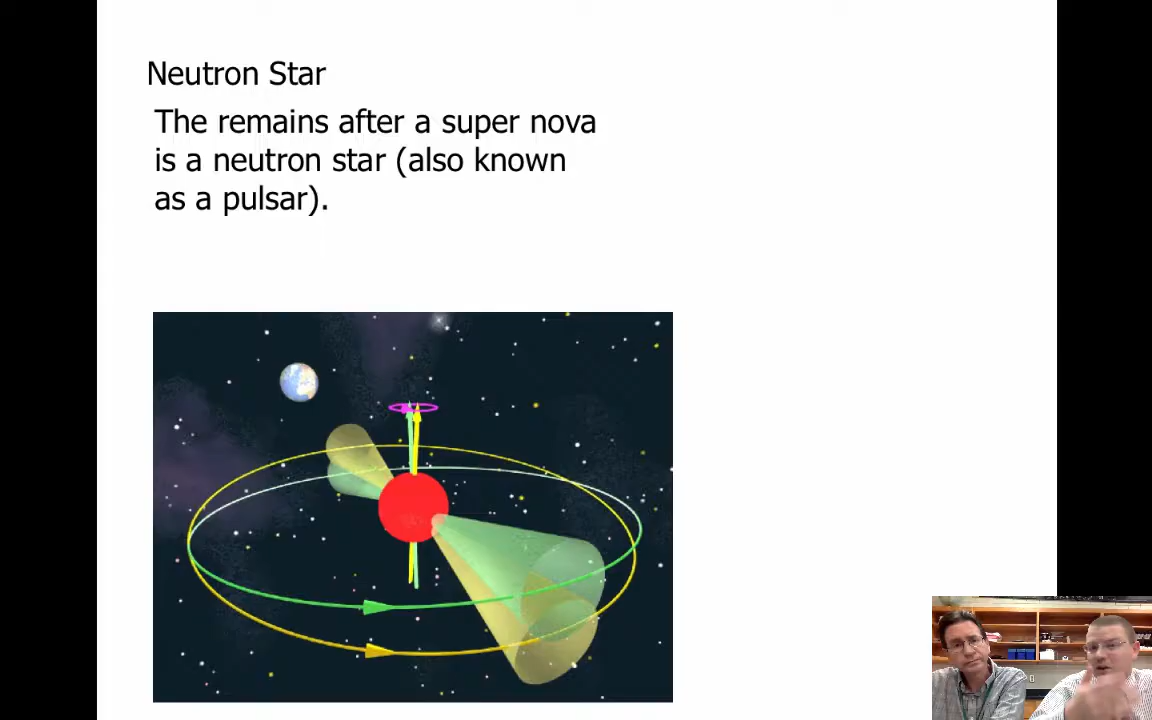 Neutron Star
The remains after a super nova
is a neutron star (also known
as a pulsar).